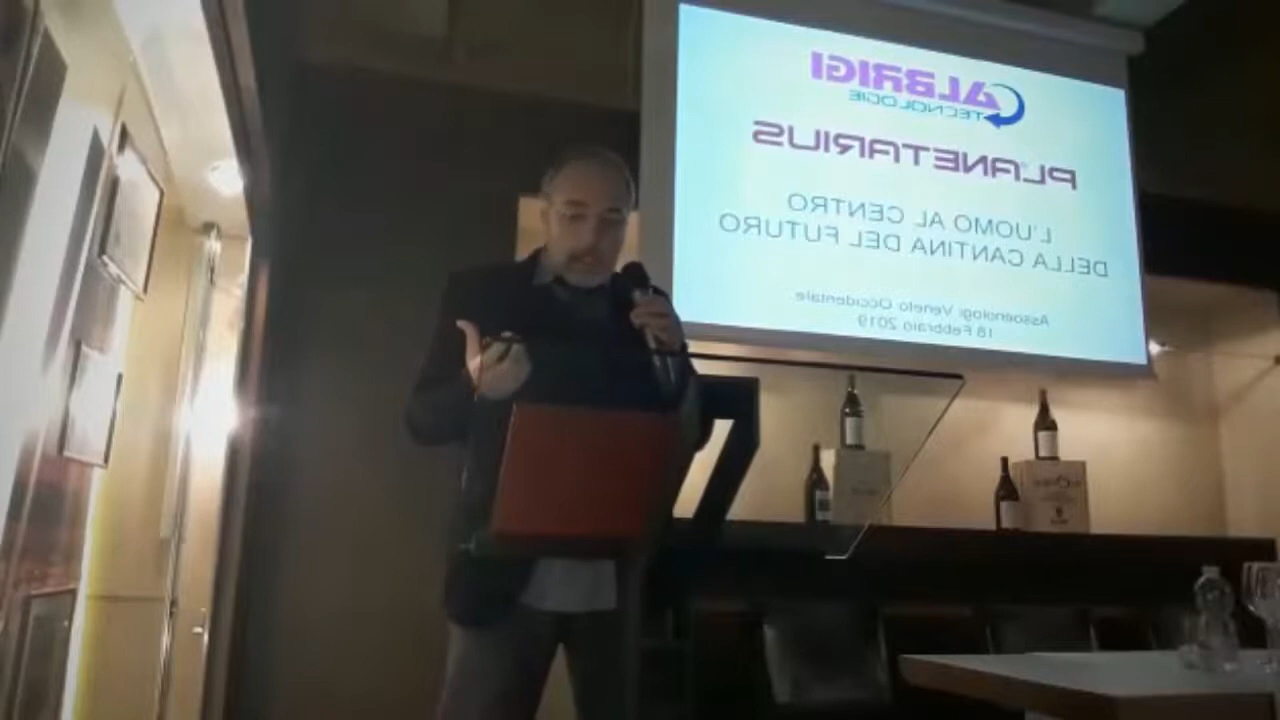 ALBRIGI
TECNOLOGIE
PLANETARIUS
L'UOMO AL CENTRO
DELLA CANTINA DEL FUTURO
Assoenologi Veneto Occidentale
18 Febbraio 2019